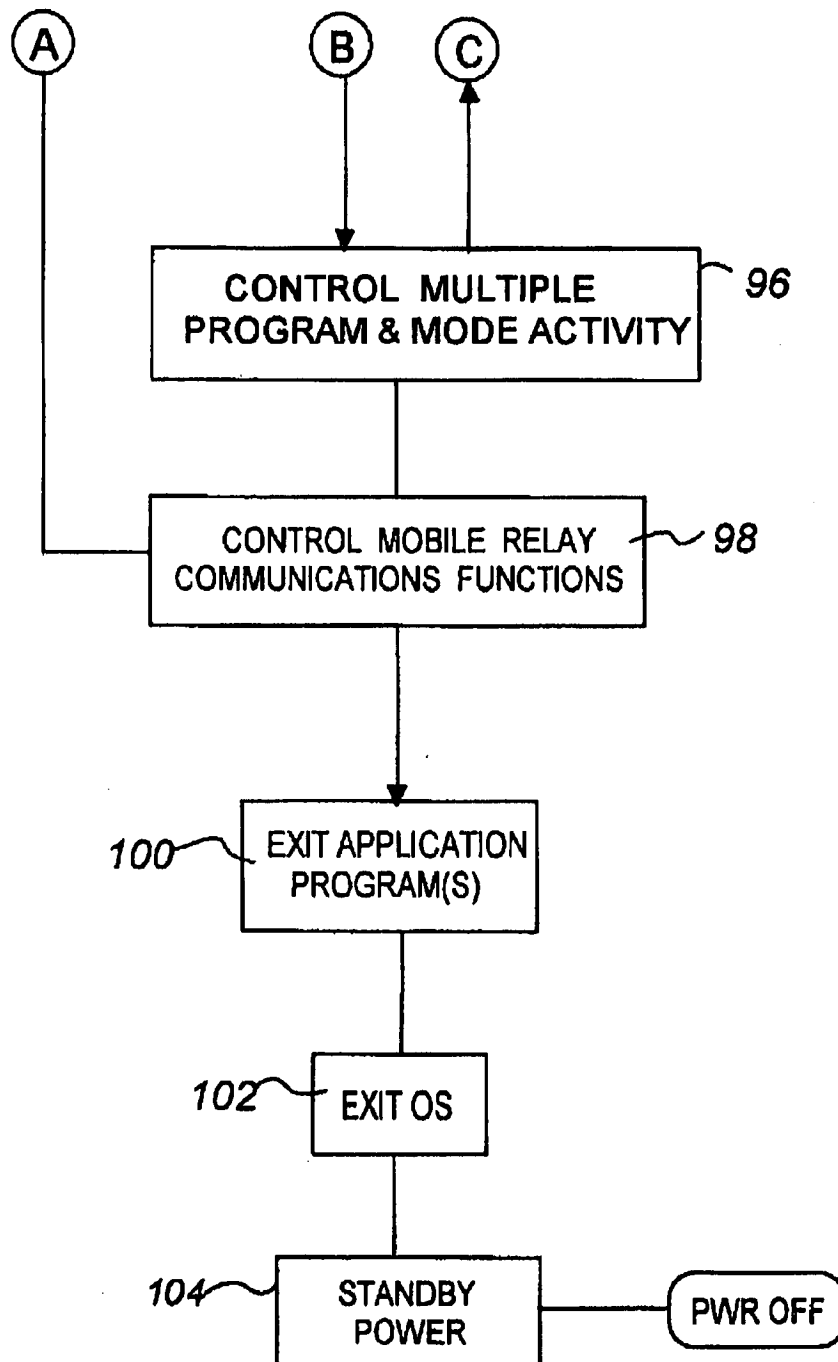 A
B
C
CONTROL MULTIPLE
PROGRAM & MODE ACTIVITY
96
CONTROL MOBILE RELAY
COMMUNICATIONS FUNCTIONS
98
100
EXIT APPLICATION
PROGRAM(S)
102
EXIT OS
104
STANDBY
POWER
PWR OFF